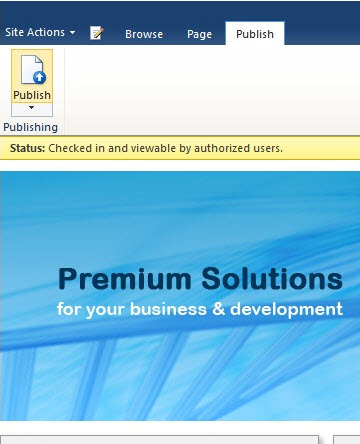 Site Actions Browse Page Publish
Publish
Publishing
Status: Checked in and viewable by authorized users.
Premium Solutions
for your business & development